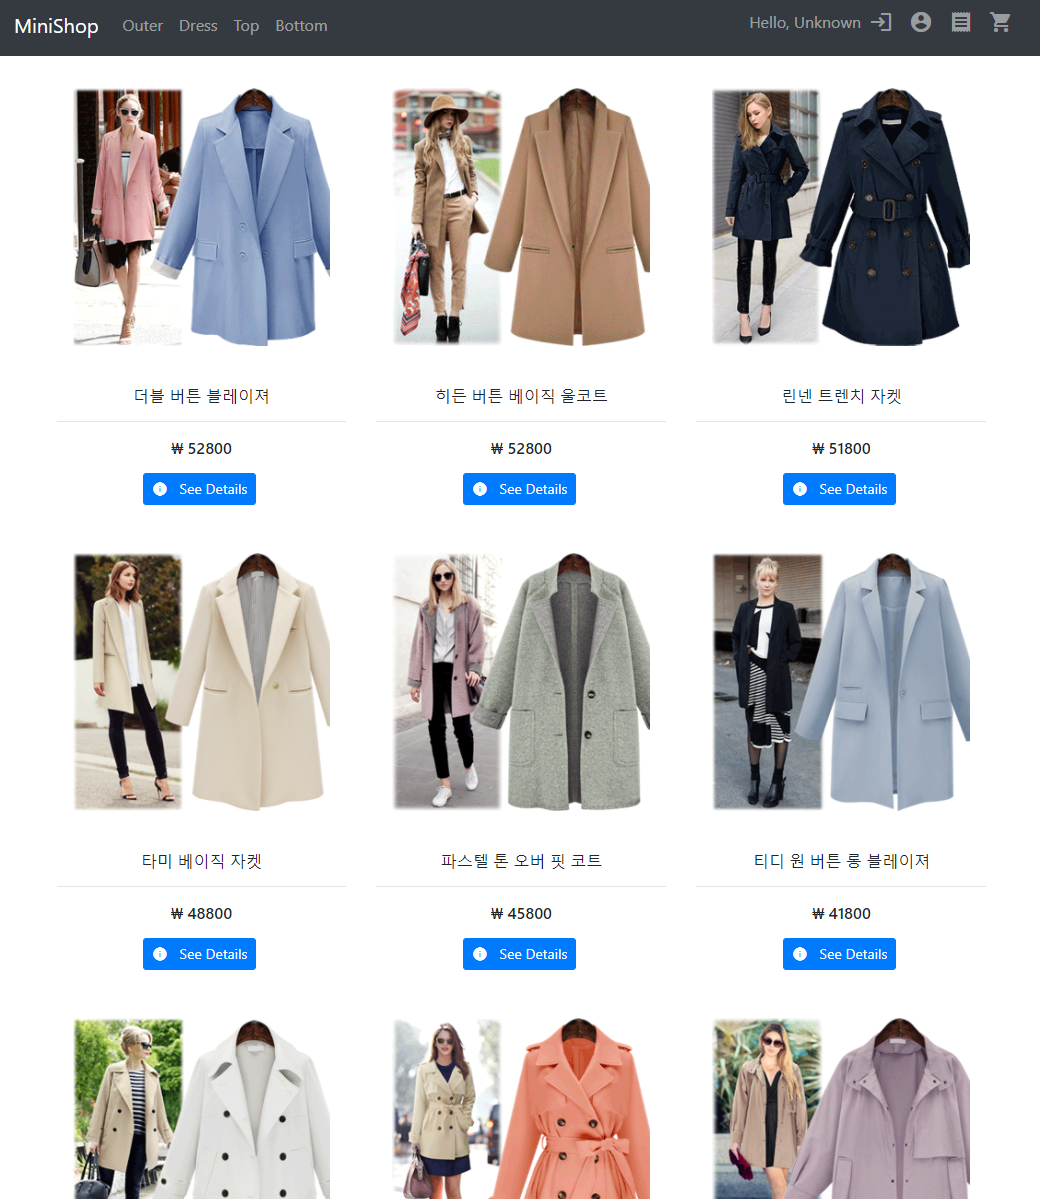 MiniShop Outer Dress Top Bottom Hello, Unknown
더블 버튼 블레이져
히든 버튼 베이직 울코트
린넨 트렌치 자켓
₩ 52800
₩ 52800
₩ 51800
See Details
See Details
See Details
타미 베이직 자켓
파스텔 톤 오버 핏 코트
티디 원 버튼 롱 블레이져
₩ 48800
₩ 45800
₩ 41800
See Details
See Details
See Details